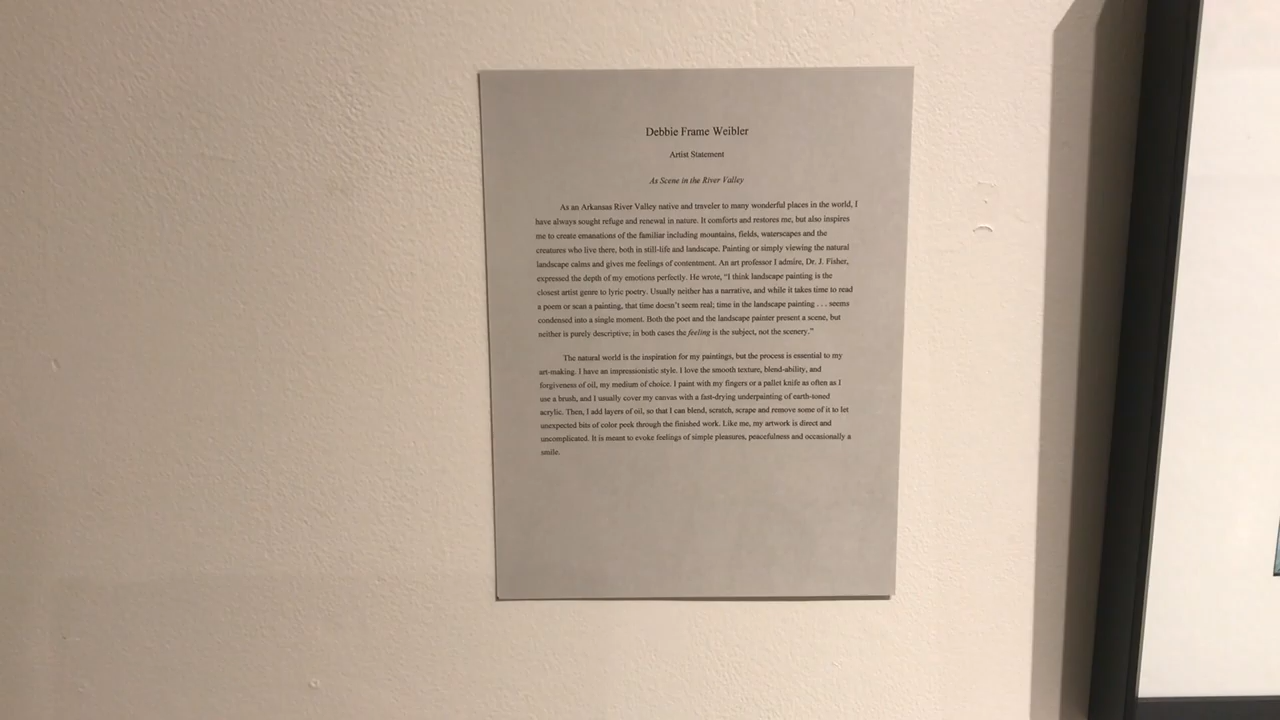 Debbie Frame Weibler
Artist Statement
As Scene in the River Valley
As an Arkansas River Valley native and traveler to many wonderful places in the world, I
have always sought refuge and renewal in nature. It comforts and restores me, but also inspires
me to create emanations of the familiar including mountains, fields, waterscapes and the
creatures who live there, both in still-life and landscape. Painting or simply viewing the natural
landscape calms and gives me feelings of contentment. An art professor I admire, Dr. J. Fisher,
expressed the depth of my emotions perfectly. He wrote, “I think landscape painting is the
closest artist genre to lyric poetry. Usually neither has a narrative, and while it takes time to read
a poem or scan a painting, that time doesn’t seem real; time in the landscape painting . . . seems
condensed into a single moment. Both the poet and the landscape painter present a scene, but
neither is purely descriptive; in both cases the feeling is the subject, not the scenery.”
The natural world is the inspiration for my paintings, but the process is essential to my
art-making. I have an impressionistic style. I love the smooth texture, blend-ability, and
forgiveness of oil, my medium of choice. I paint with my fingers or a pallet knife as often as I
use a brush, and I usually cover my canvas with a fast-drying underpainting of earth-toned
acrylic. Then, I add layers of oil, so that I can blend, scratch, scrape and remove some of it to let
unexpected bits of color peek through the finished work. Like me, my artwork is direct and
uncomplicated. It is meant to evoke feelings of simple pleasures, peacefulness and occasionally a
smile.